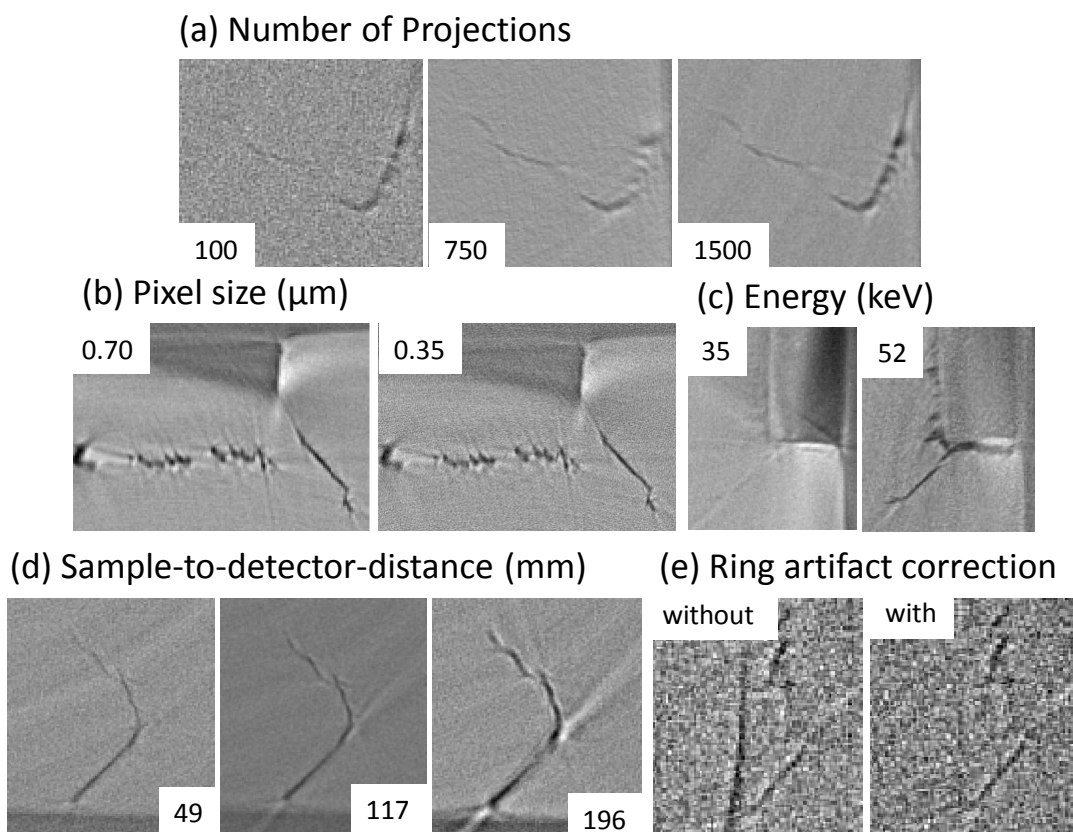 (a) Number of Projections
100
750
1500
(b) Pixel size (µm)
(c) Energy (keV)
0.70
0.35
35
52
(d) Sample-to-detector-distance (mm)
(e) Ring artifact correction
without
with
49
117
196